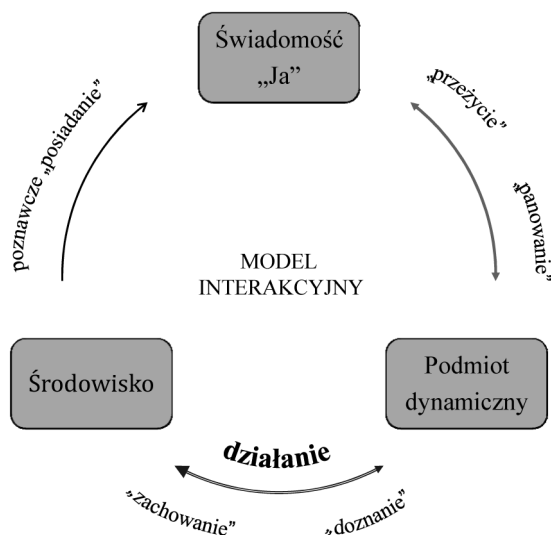 Świadomość
„Ja”
poznawcze „posiadanie”
„przeżycie”
„panowanie”
MODEL
INTERAKCYJNY
Środowisko
Podmiot
dynamiczny
działanie
„zachowanie”
„doznanie”